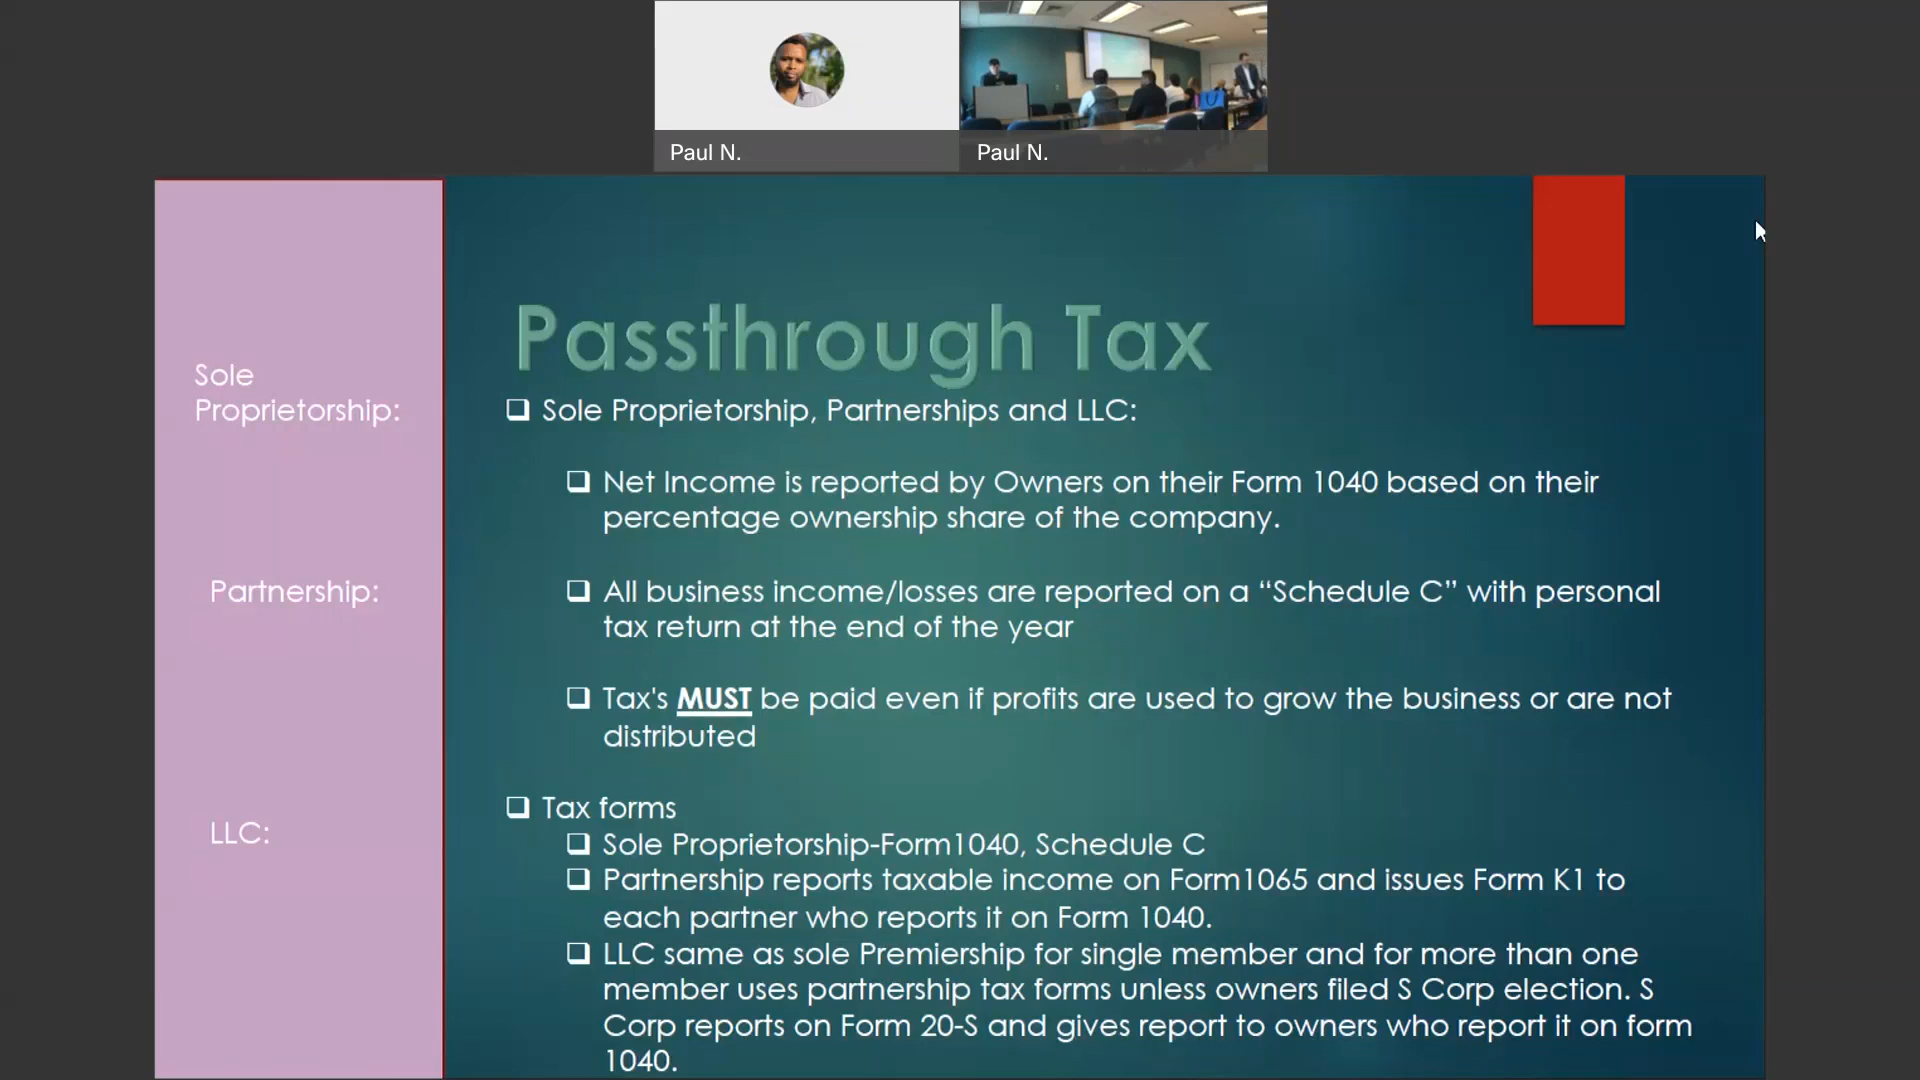 Paul N.
Paul N.
Sole
Proprietorship:
Partnership:
LLC:
Passthrough Tax
Sole Proprietorship, Partnerships and LLC:
Net Income is reported by Owners on their Form 1040 based on their
percentage ownership share of the company.
All business income/losses are reported on a “Schedule C” with personal
tax return at the end of the year
Tax's MUST be paid even if profits are used to grow the business or are not
distributed
Tax forms
Sole Proprietorship-Form1040, Schedule C
Partnership reports taxable income on Form1065 and issues Form K1 to
each partner who reports it on Form 1040.
LLC same as sole Premiership for single member and for more than one
member uses partnership tax forms unless owners filed S Corp election. S
Corp reports on Form 20-S and gives report to owners who report it on form
1040.